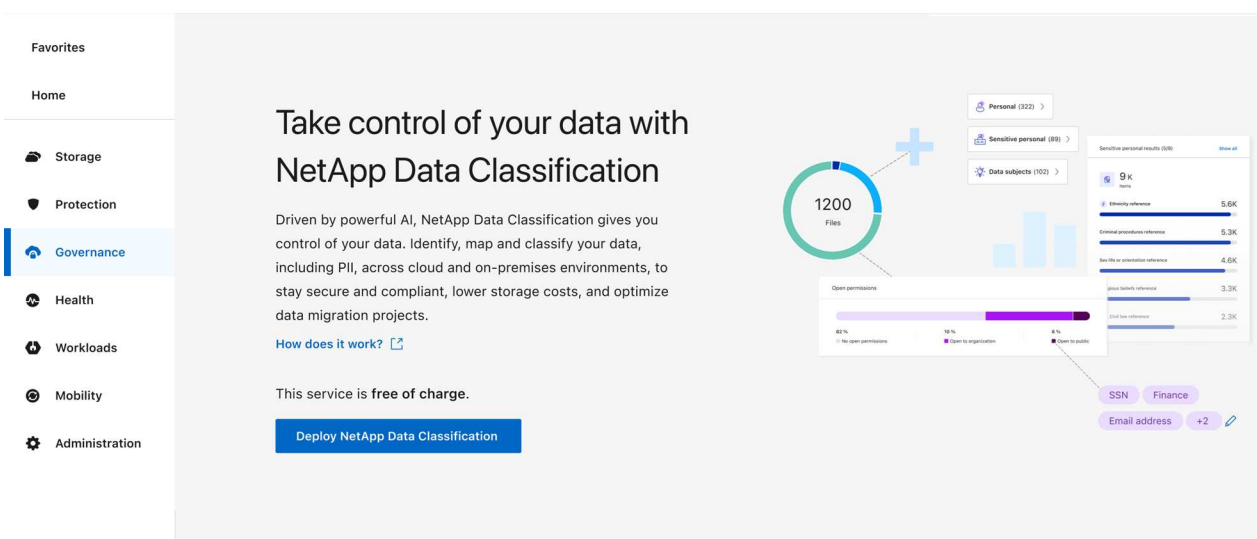 Favorites
Home
Storage
Protection
Governance
Health
Workloads
Mobility
Administration
Take control of your data with
NetApp Data Classification
Driven by powerful AI, NetApp Data Classification gives you
control of your data. Identify, map and classify your data,
including PII, across cloud and on-premises environments, to
stay secure and compliant, lower storage costs, and optimize
data migration projects.
How does it work?
This service is free of charge.
Deploy NetApp Data Classification
Personal (322)
Sensitive personal (89)
Data subjects (102)
1200
Files
Sensitive personal results (5/9) Show all
9 K
Items
Ethnicity reference 5.6K
Criminal procedures reference 5.3K
Sex life or orientation reference 4.6K
beliefs reference 3.3K
Civil law reference 2.3K
Open permissions
82 % 10 % 8 %
No open permissions Open to organization Open to public
SSN Finance
Email address +2